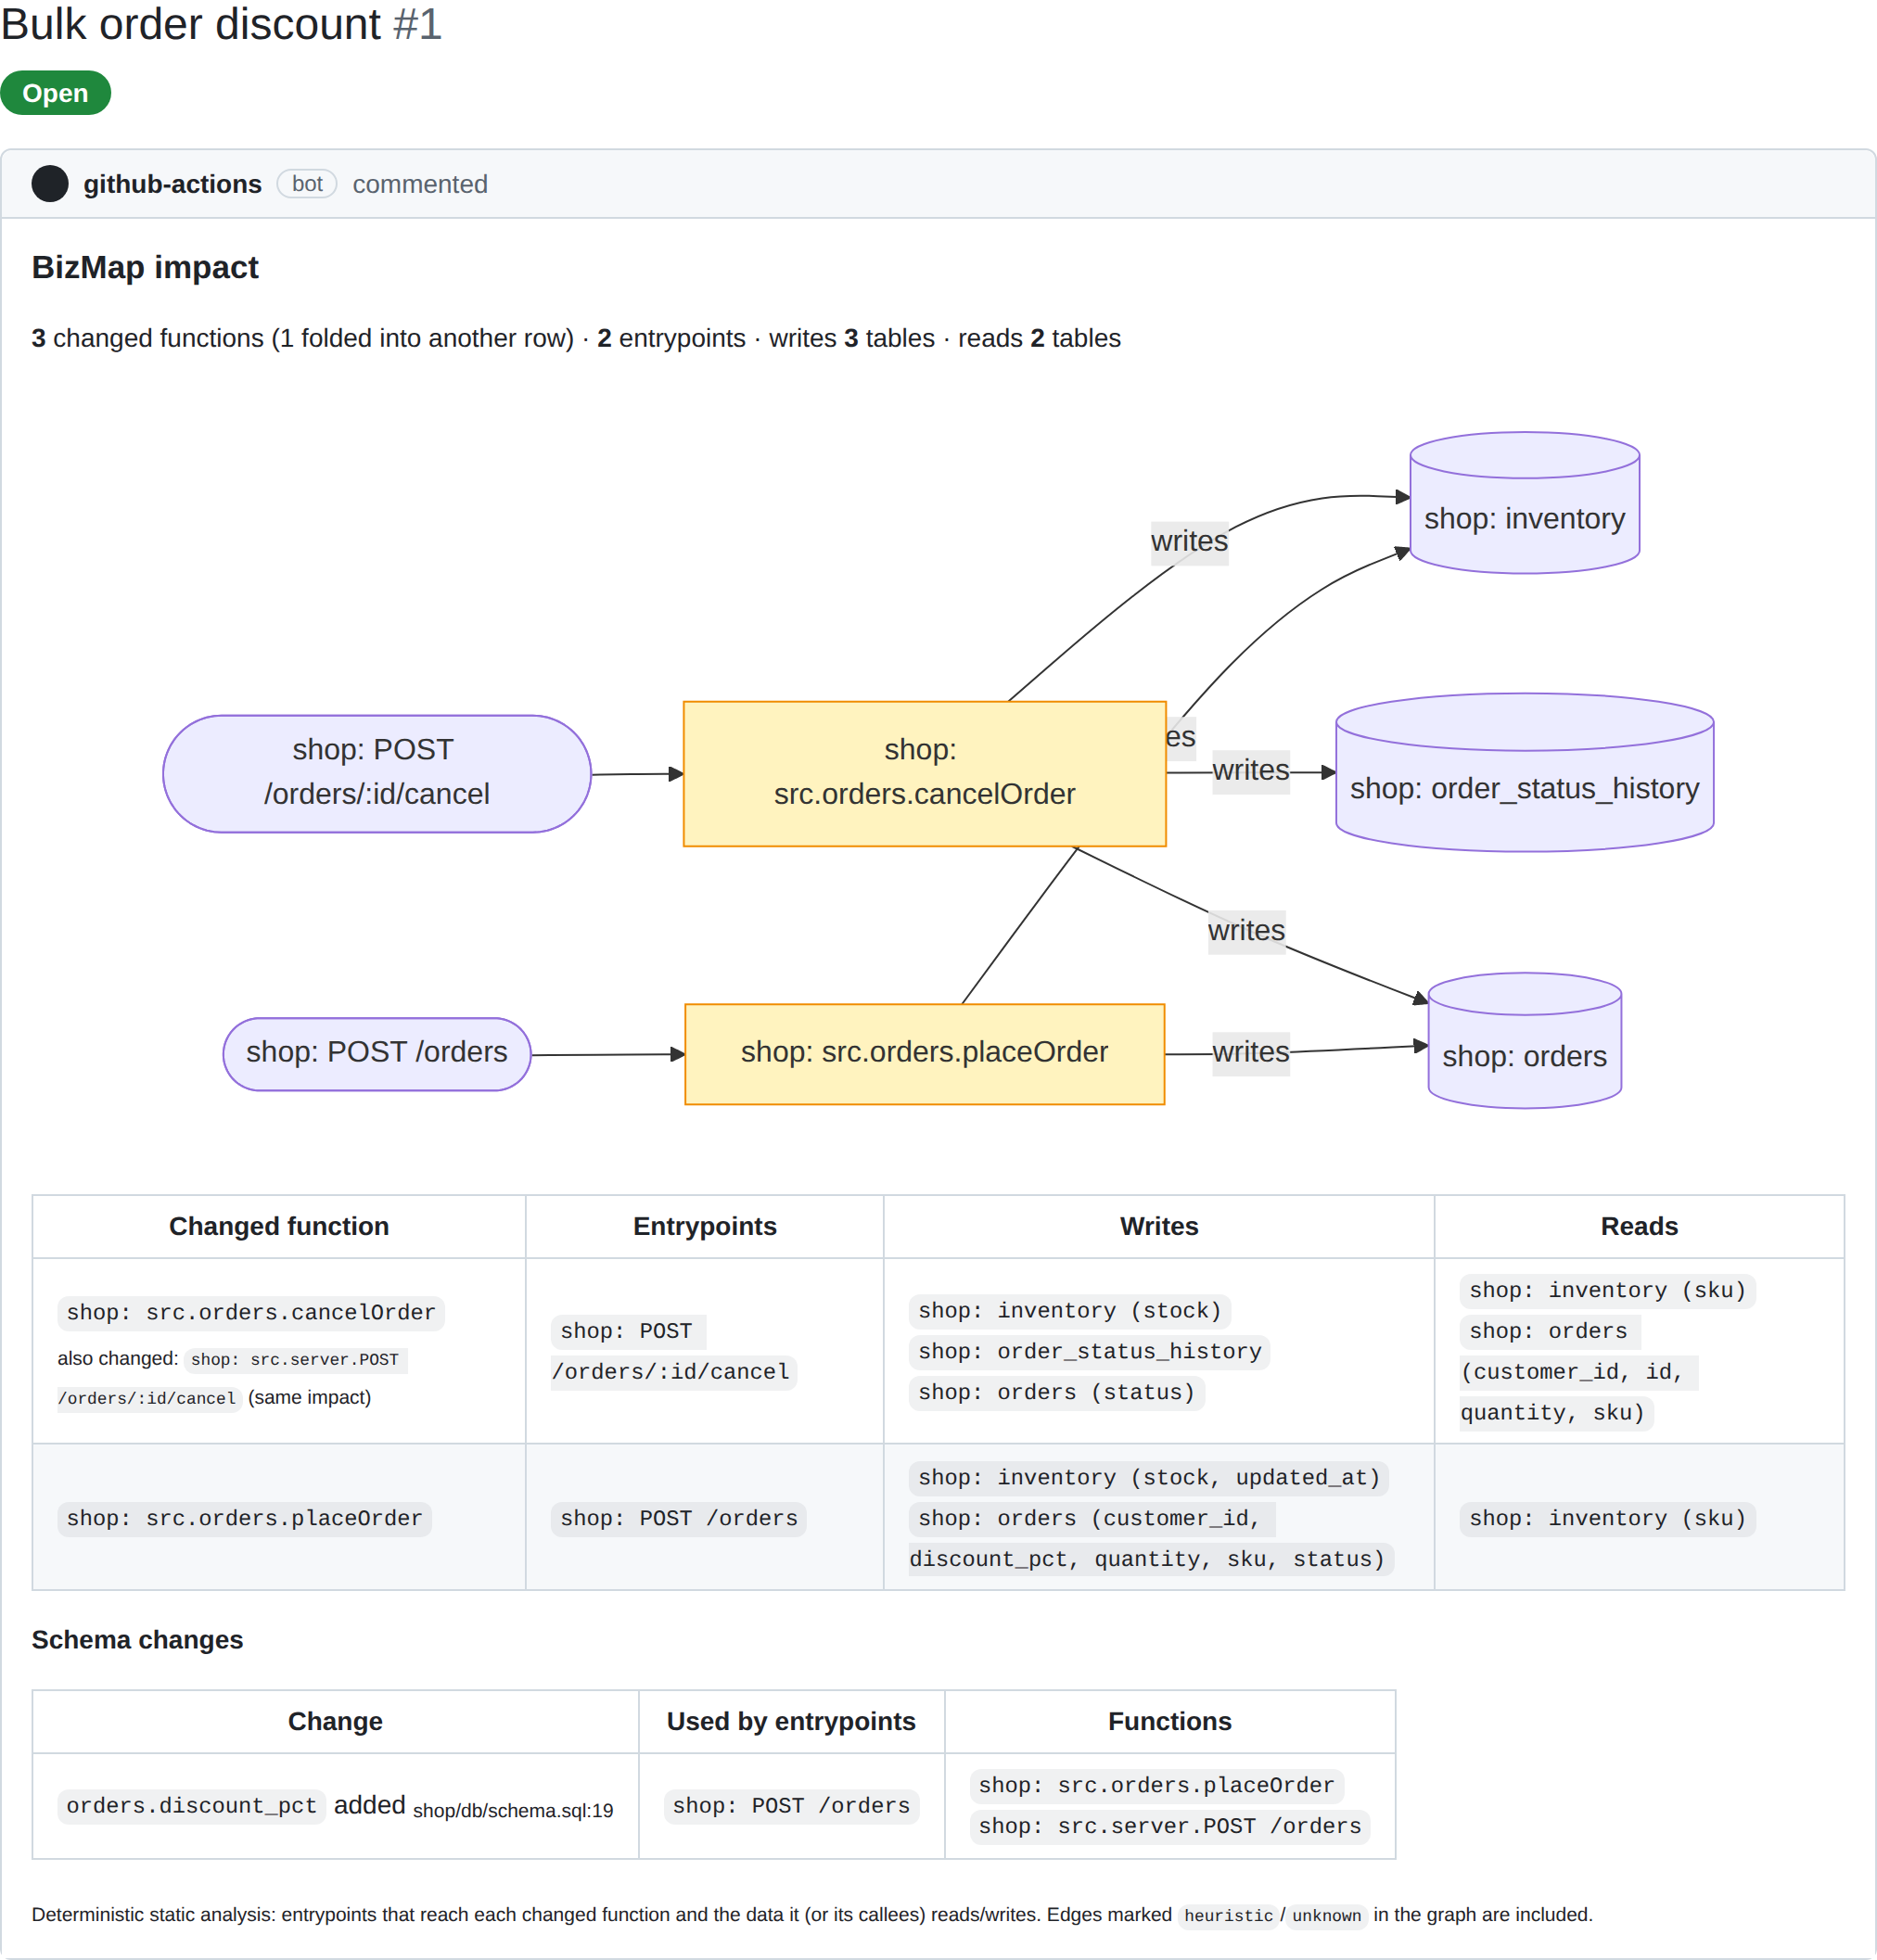 Bulk order discount #1
Open
github-actions bot commented
BizMap impact
3 changed functions (1 folded into another row) · 2 entrypoints · writes 3 tables · reads 2 tables
shop: inventory
writes
shop: POST
/orders/:id/cancel
shop:
src.orders.cancelOrder
es
writes
shop: order_status_history
writes
shop: POST /orders
shop: src.orders.placeOrder
writes
shop: orders
Changed function Entrypoints Writes Reads
shop: src.orders.cancelOrder
also changed: shop: src.server.POST
/orders/:id/cancel (same impact)
shop: POST
/orders/:id/cancel
shop: inventory (stock)
shop: order_status_history
shop: orders (status)
shop: inventory (sku)
shop: orders
(customer_id, id,
quantity, sku)
shop: src.orders.placeOrder
shop: POST /orders
shop: inventory (stock, updated_at)
shop: orders (customer_id,
discount_pct, quantity, sku, status)
shop: inventory (sku)
Schema changes
Change Used by entrypoints Functions
orders.discount_pct added shop/db/schema.sql:19
shop: POST /orders
shop: src.orders.placeOrder
shop: src.server.POST /orders
Deterministic static analysis: entrypoints that reach each changed function and the data it (or its callees) reads/writes. Edges marked heuristic/unknown in the graph are included.